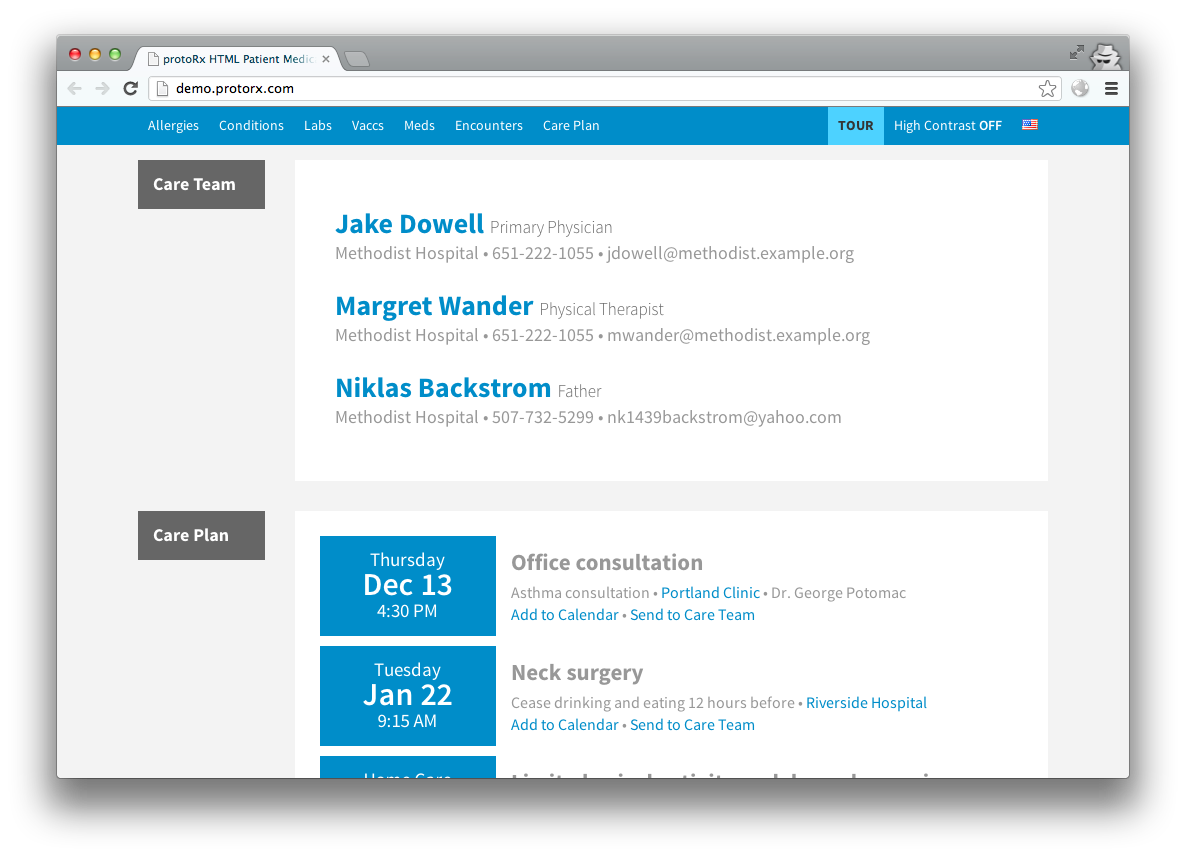 protoRx HTML Patient Medic
demo.protorx.com
Allergies Conditions Labs Vaccs Meds Encounters Care Plan TOUR High Contrast OFF
Care Team
Jake Dowell Primary Physician
Methodist Hospital • 651-222-1055 • jdowell@methodist.example.org
Margret Wander Physical Therapist
Methodist Hospital • 651-222-1055 • mwander@methodist.example.org
Niklas Backstrom Father
Methodist Hospital • 507-732-5299 • nk1439backstrom@yahoo.com
Care Plan
Thursday
Dec 13
4:30 PM
Office consultation
Asthma consultation • Portland Clinic • Dr. George Potomac
Add to Calendar • Send to Care Team
Tuesday
Jan 22
9:15 AM
Neck surgery
Cease drinking and eating 12 hours before • Riverside Hospital
Add to Calendar • Send to Care Team
Home Care